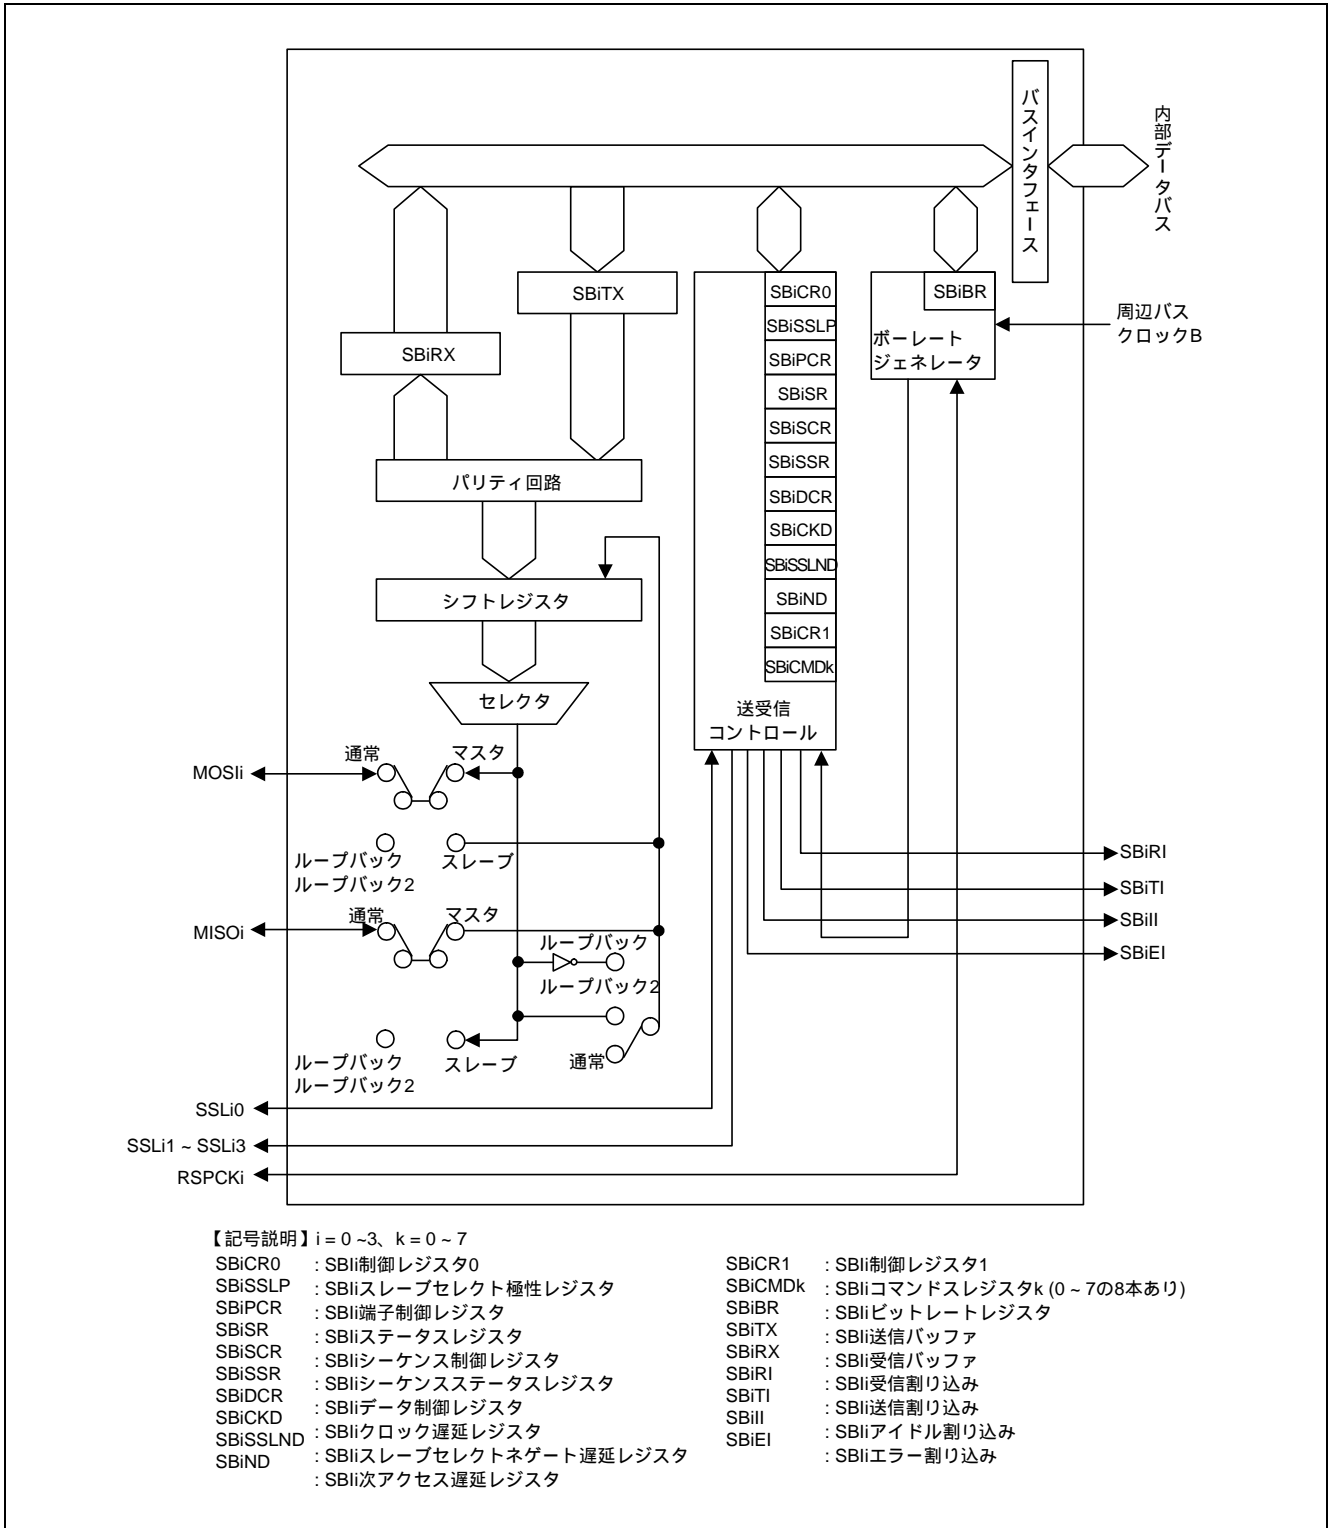 バスインタフェース
内部データバス
SBiTX
SBiCR0
SBiBR
周辺バス
クロックB
SBiSSLP
ボーレート
ジェネレータ
SBiRX
SBiPCR
SBiSR
SBiSCR
SBiSSR
パリティ回路
SBiDCR
SBiCKD
SBiSSLND
シフトレジスタ
SBiND
SBiCR1
SBiCMDk
セレクタ
送受信
コントロール
通常
マスタ
MOSIi
ループバック
ループバック2
スレーブ
SBiRI
SBiTI
SBiII
SBiEI
通常
マスタ
MISOi
ループバック
ループバック2
ループバック
ループバック2
スレーブ
通常
SSLi0
SSLi1 ~ SSLi3
RSPCKi
【記号説明】i = 0 ~3、k = 0 ~ 7
SBiCR0 : SBIi制御レジスタ0
SBiSSLP : SBIiスレーブセレクト極性レジスタ
SBiPCR : SBIi端子制御レジスタ
SBiSR : SBIiステータスレジスタ
SBiSCR : SBIiシーケンス制御レジスタ
SBiSSR : SBIiシーケンスステータスレジスタ
SBiDCR : SBIiデータ制御レジスタ
SBiCKD : SBIiクロック遅延レジスタ
SBiSSLND : SBIiスレーブセレクトネゲート遅延レジスタ
SBiND : SBIi次アクセス遅延レジスタ
SBiCR1 : SBIi制御レジスタ1
SBiCMDk : SBIiコマンドスレジスタk (0 ~ 7の8本あり)
SBiBR : SBIiビットレートレジスタ
SBiTX : SBIi送信バッファ
SBiRX : SBIi受信バッファ
SBiRI : SBIi受信割り込み
SBiTI : SBIi送信割り込み
SBiII : SBIiアイドル割り込み
SBiEI : SBIiエラー割り込み